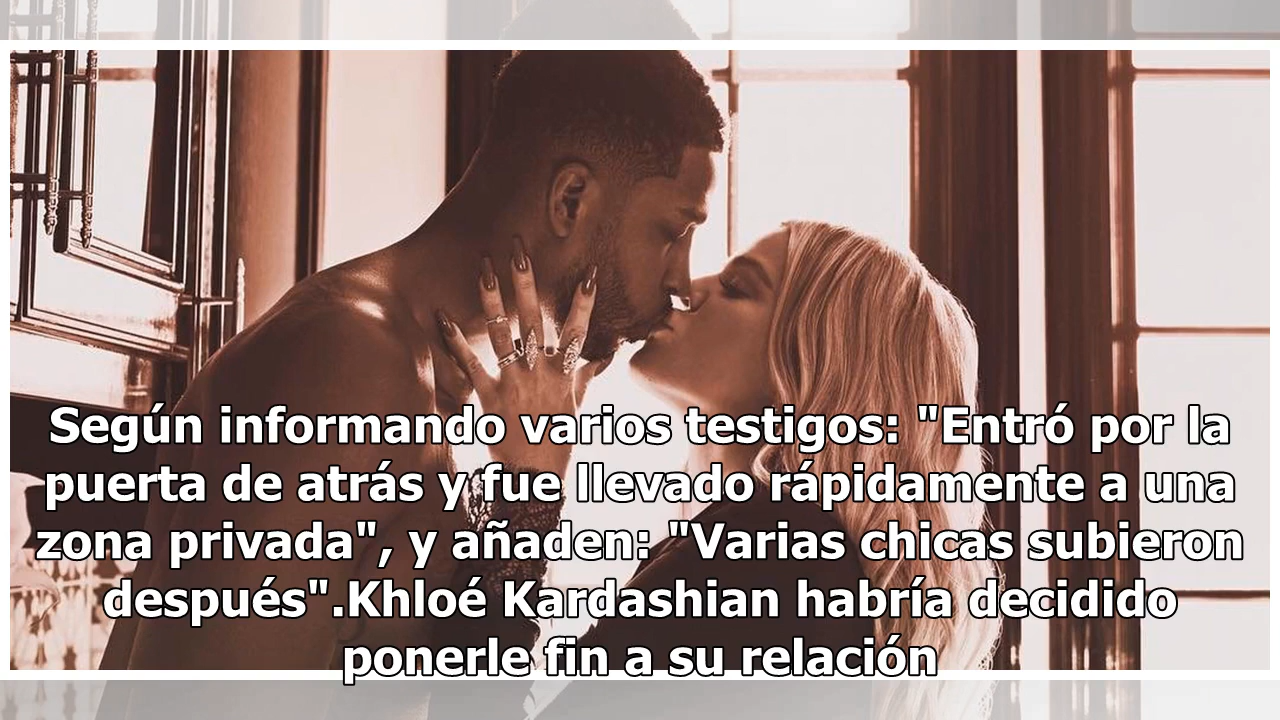 Según informando varios testigos: "Entró por la
puerta de atrás y fue llevado rápidamente a una
zona privada", y añaden: "Varias chicas subieron
después".Khloé Kardashian habría decidido
ponerle fin a su relación